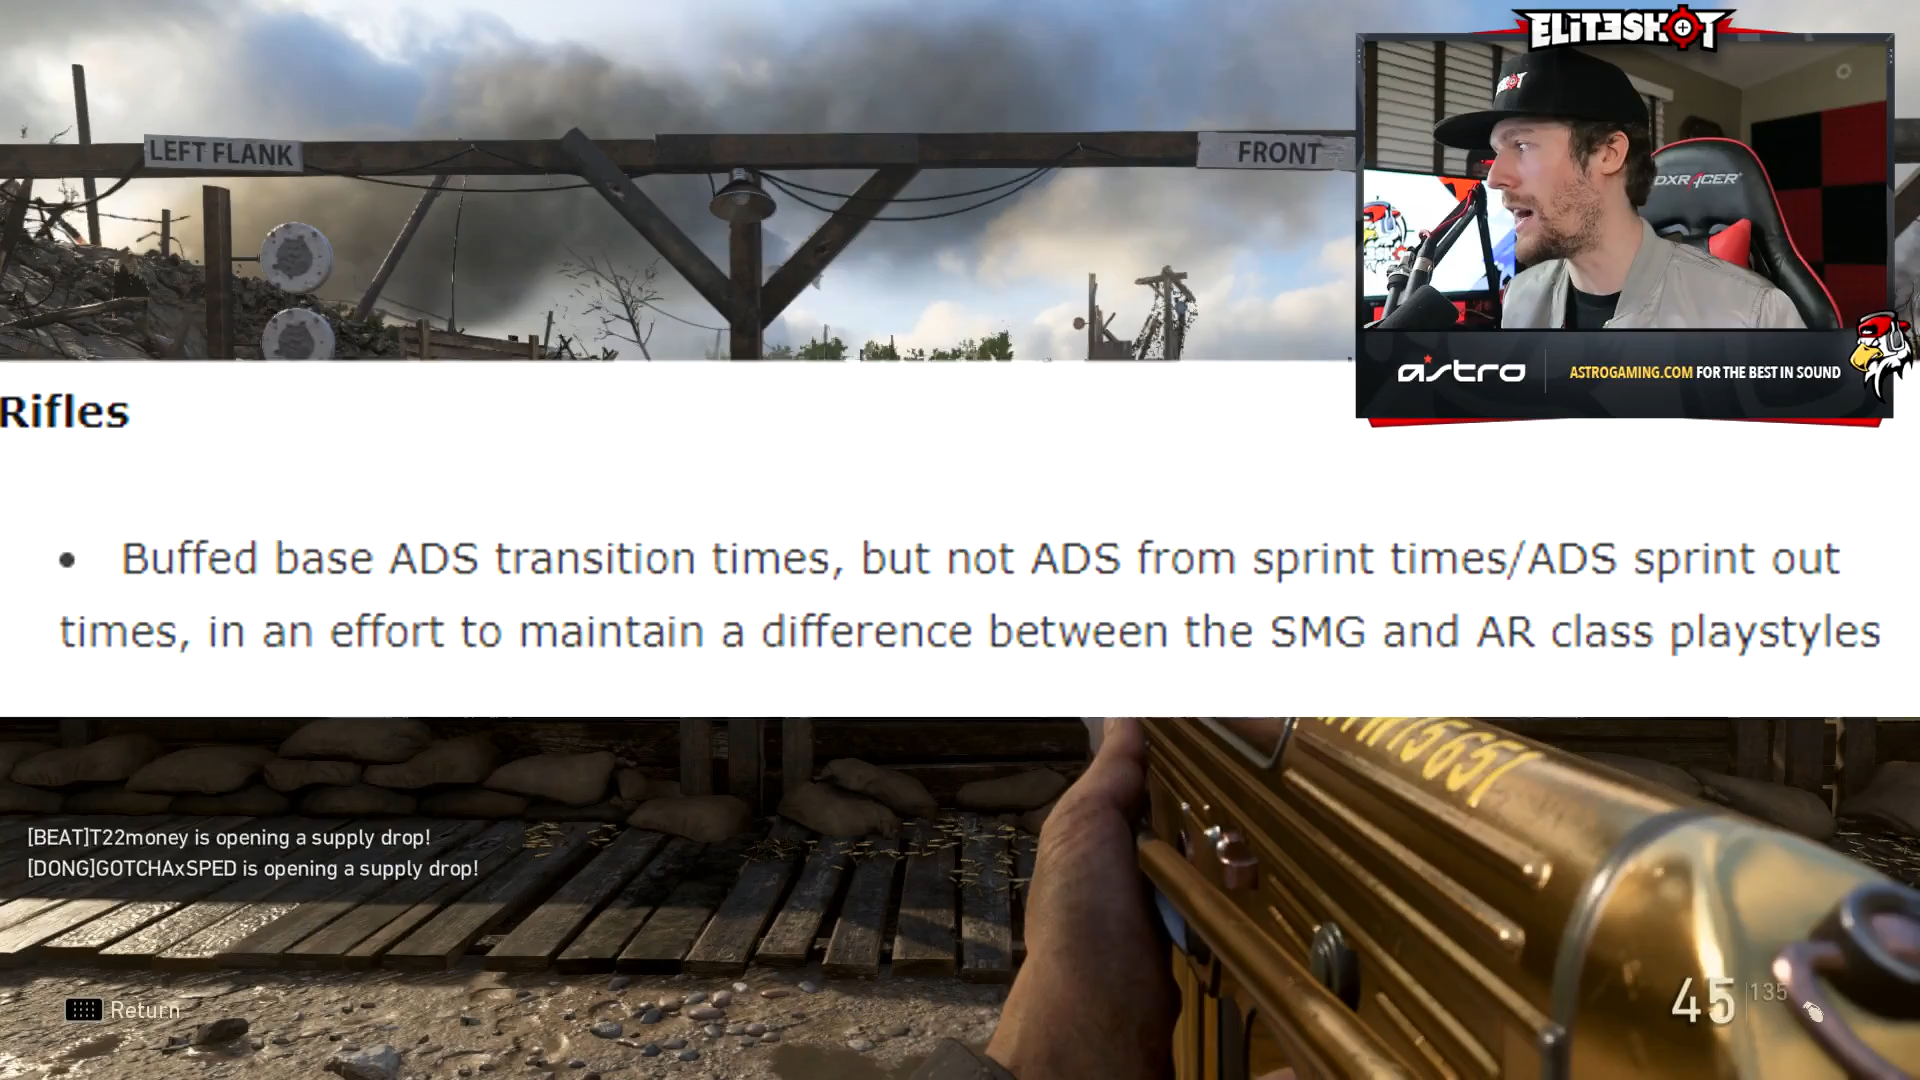 ELITESHOT
LEFT FLANK
FRONT
DXRACER
astro
ASTROGAMING.COM FOR THE BEST IN SOUND
Rifles
• Buffed base ADS transition times, but not ADS from sprint times/ADS sprint out
times, in an effort to maintain a difference between the SMG and AR class playstyles
[BEAT]T22money is opening a supply drop!
[DONG]GOTCHAxSPED is opening a supply drop!
Return
45 135